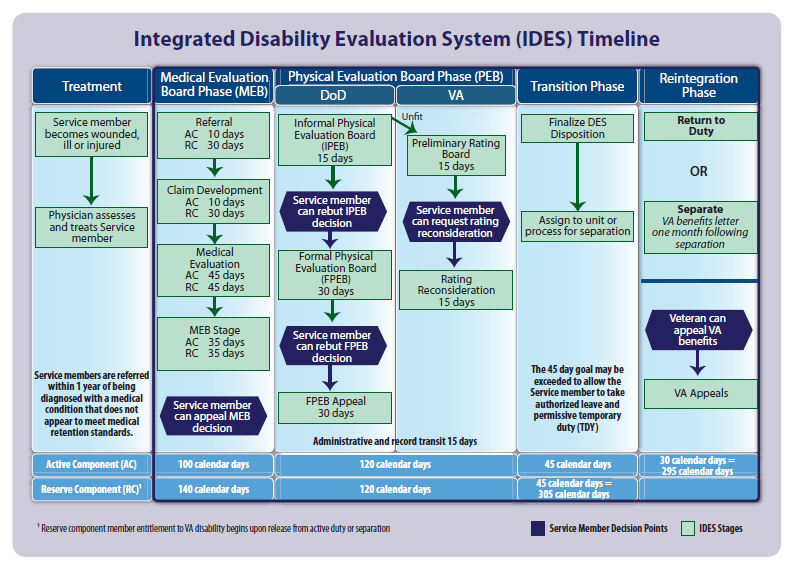 Integrated Disability Evaluation System (IDES) Timeline
Treatment
Service member
becomes wounded,
ill or injured
Physician assesses
and treats Service
member
Service members are referred
within 1 year of being
diagnosed with a medical
condition that does not
appear to meet medical
retention standards.
Medical Evaluation
Board Phase (MEB)
Referral
AC 10 days
RC 30 days
Claim Development
AC 10 days
RC 30 days
Medical
Evaluation
AC 45 days
RC 45 days
MEB Stage
AC 35 days
RC 35 days
Service member
can appeal MEB
decision
Physical Evaluation Board Phase (PEB)
DoD
Informal Physical
Evaluation Board
(IPEB)
15 days
Service member
can rebut IPEB
decision
Formal Physical
Evaluation Board
(FPEB)
30 days
Service member
can rebut FPEB
decision
FPEB Appeal
30 days
VA
Unfit
Preliminary Rating
Board
15 days
Service member
can request rating
reconsideration
Rating
Reconsideration
15 days
Administrative and record transit 15 days
Transition Phase
Finalize DES
Disposition
Assign to unit or
process for separation
The 45 day goal may be
exceeded to allow the
Service member to take
authorized leave and
permissive temporary
duty (TDY)
Reintegration
Phase
Return to
Duty
OR
Separate
VA benefits letter
one month following
separation
Veteran can
appeal VA
benefits
VA Appeals
Active Component (AC)
100 calendar days
120 calendar days
45 calendar days
30 calendar days =
295 calendar days
Reserve Component (RC)¹
140 calendar days
120 calendar days
45 calendar days =
305 calendar days
¹ Reserve component member entitlement to VA disability begins upon release from active duty or separation
Service Member Decision Points
IDES Stages